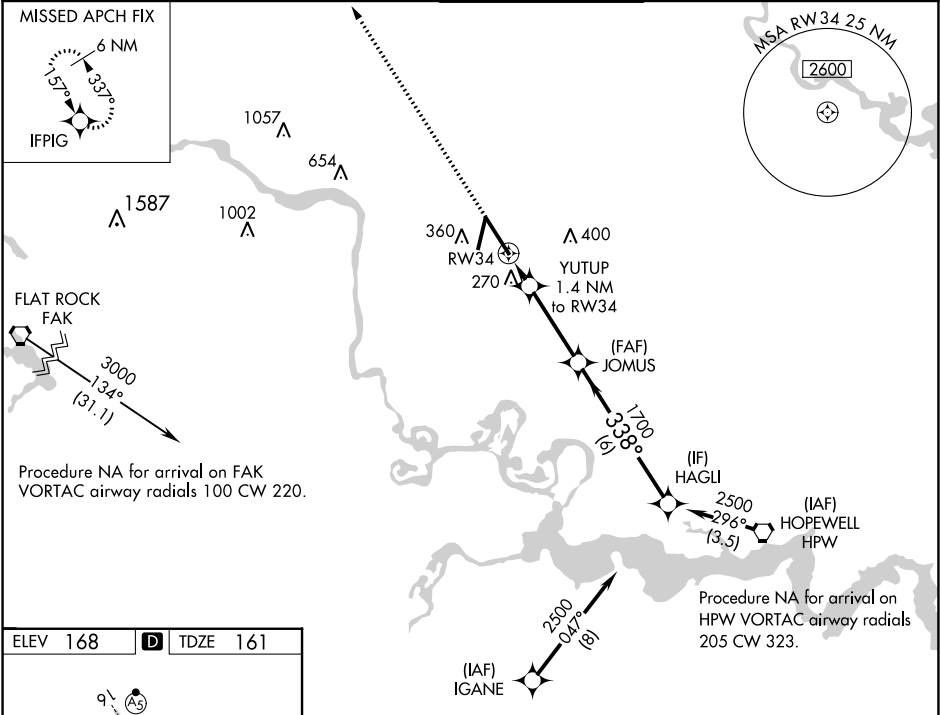 MISSED APCH FIX
6 NM
157°
337°
IFPIG
MSA RW34 25 NM
2600
1057
654
1587
1002
360
400
RW34
270
YUTUP
1.4 NM
to RW34
FLAT ROCK
FAK
3000
134°
(31.1)
(FAF)
JOMUS
1700
338°
(6)
Procedure NA for arrival on FAK
VORTAC airway radials 100 CW 220.
(IF)
HAGLI
2500
296°
(3.5)
(IAF)
HOPEWELL
HPW
Procedure NA for arrival on
HPW VORTAC airway radials
205 CW 323.
2500
047°
(8)
(IAF)
IGANE
ELEV 168
D
TDZE 161
16
A5